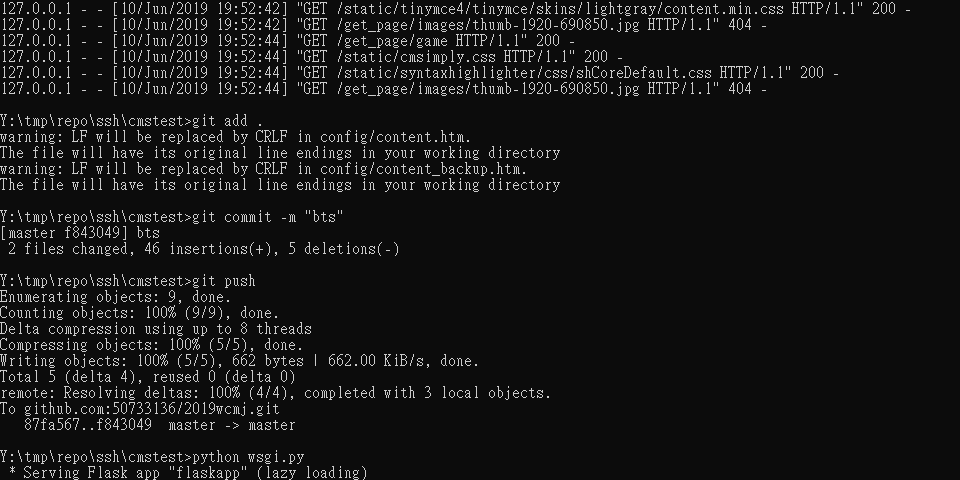 127.0.0.1 - - [10/Jun/2019 19:52:42] "GET /static/tinymce4/tinymce/skins/lightgray/content.min.css HTTP/1.1" 200 -
127.0.0.1 - - [10/Jun/2019 19:52:42] "GET /get_page/images/thumb-1920-690850.jpg HTTP/1.1" 404 -
127.0.0.1 - - [10/Jun/2019 19:52:44] "GET /get_page/game HTTP/1.1" 200 -
127.0.0.1 - - [10/Jun/2019 19:52:44] "GET /static/cmsimply.css HTTP/1.1" 200 -
127.0.0.1 - - [10/Jun/2019 19:52:44] "GET /static/syntaxhighlighter/css/shCoreDefault.css HTTP/1.1" 200 -
127.0.0.1 - - [10/Jun/2019 19:52:44] "GET /get_page/images/thumb-1920-690850.jpg HTTP/1.1" 404 -
Y:\tmp\repo\ssh\cmstest>git add .
warning: LF will be replaced by CRLF in config/content.htm.
The file will have its original line endings in your working directory
warning: LF will be replaced by CRLF in config/content_backup.htm.
The file will have its original line endings in your working directory
Y:\tmp\repo\ssh\cmstest>git commit -m "bts"
[master f843049] bts
2 files changed, 46 insertions(+), 5 deletions(-)
Y:\tmp\repo\ssh\cmstest>git push
Enumerating objects: 9, done.
Counting objects: 100% (9/9), done.
Delta compression using up to 8 threads
Compressing objects: 100% (5/5), done.
Writing objects: 100% (5/5), 662 bytes | 662.00 KiB/s, done.
Total 5 (delta 4), reused 0 (delta 0)
remote: Resolving deltas: 100% (4/4), completed with 3 local objects.
To github.com:50733136/2019wcmj.git
87fa567..f843049  master -> master
Y:\tmp\repo\ssh\cmstest>python wsgi.py
* Serving Flask app "flaskapp" (lazy loading)